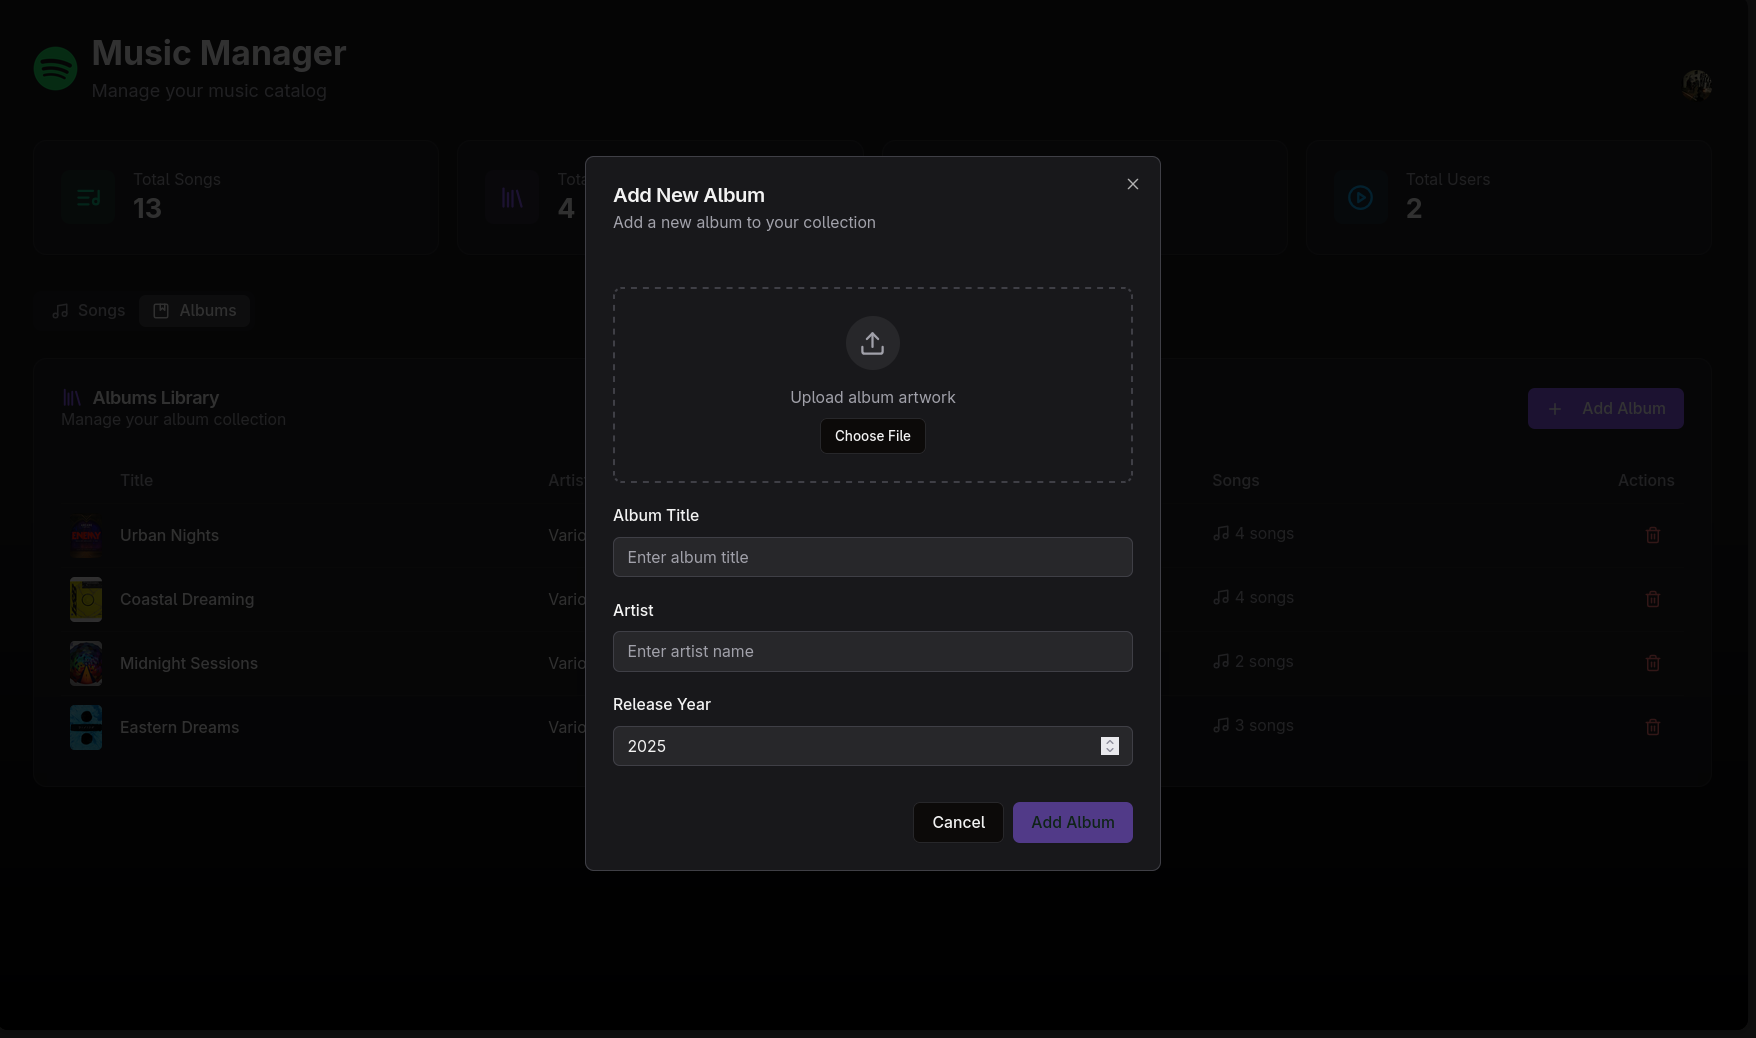 Music Manager
Manage your music catalog
Total Songs
13
Tota
4
Total Users
2
Songs
Albums
Albums Library
Manage your album collection
Add Album
Title
Artis
Songs
Actions
Urban Nights
Vario
4 songs
Coastal Dreaming
Vario
4 songs
Midnight Sessions
Vario
2 songs
Eastern Dreams
Vario
3 songs
Add New Album
Add a new album to your collection
Upload album artwork
Choose File
Album Title
Enter album title
Artist
Enter artist name
Release Year
2025
Cancel
Add Album